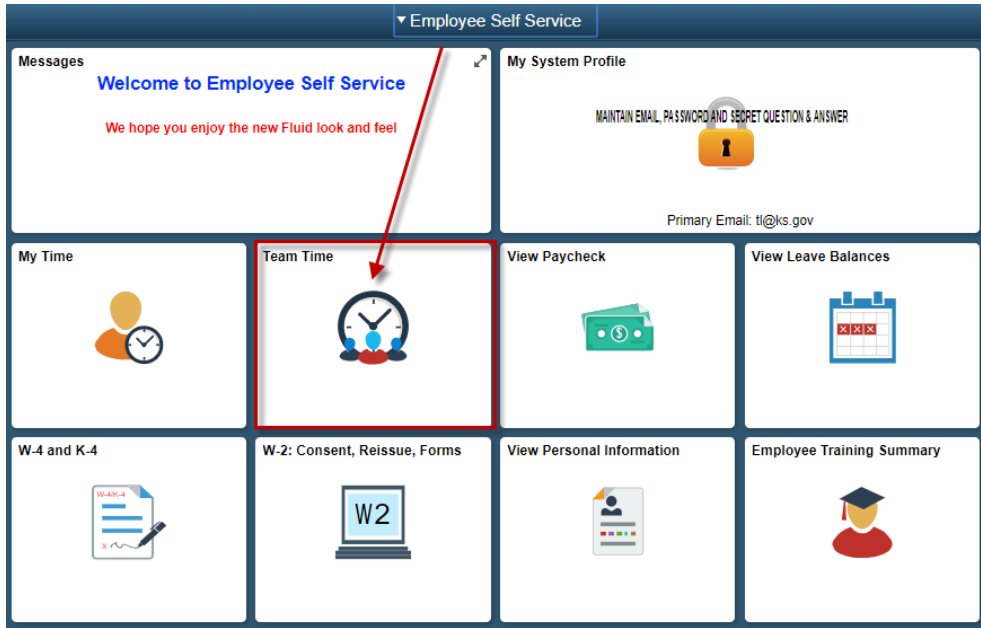 Employee Self Service
Messages
Welcome to Employee Self Service
We hope you enjoy the new Fluid look and feel
My System Profile
MAINTAIN EMAIL, PASSWORD AND SECRET QUESTION & ANSWER
Primary Email: tl@ks.gov
My Time
Team Time
View Paycheck
$
View Leave Balances
X X X
W-4 and K-4
W-4/K-4
x
W-2: Consent, Reissue, Forms
W2
View Personal Information
Employee Training Summary